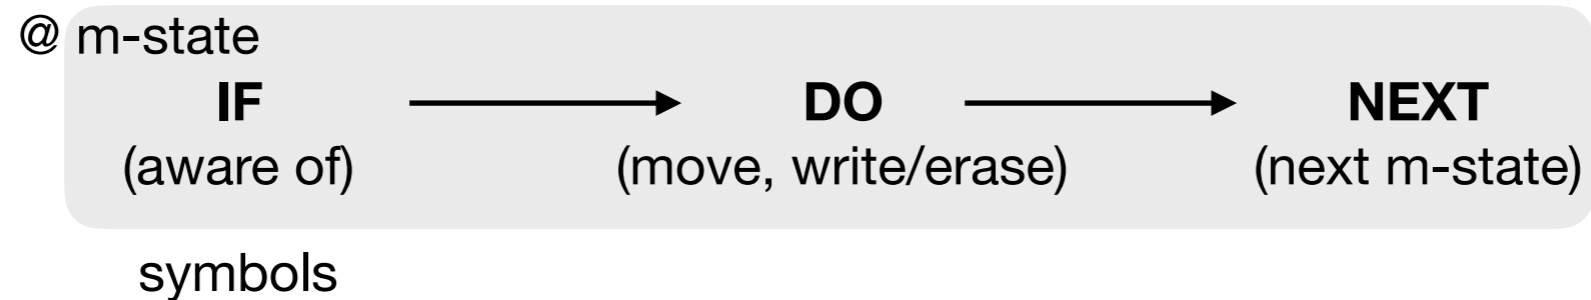 @ m-state
IF DO NEXT
(aware of) (move, write/erase) (next m-state)
symbols